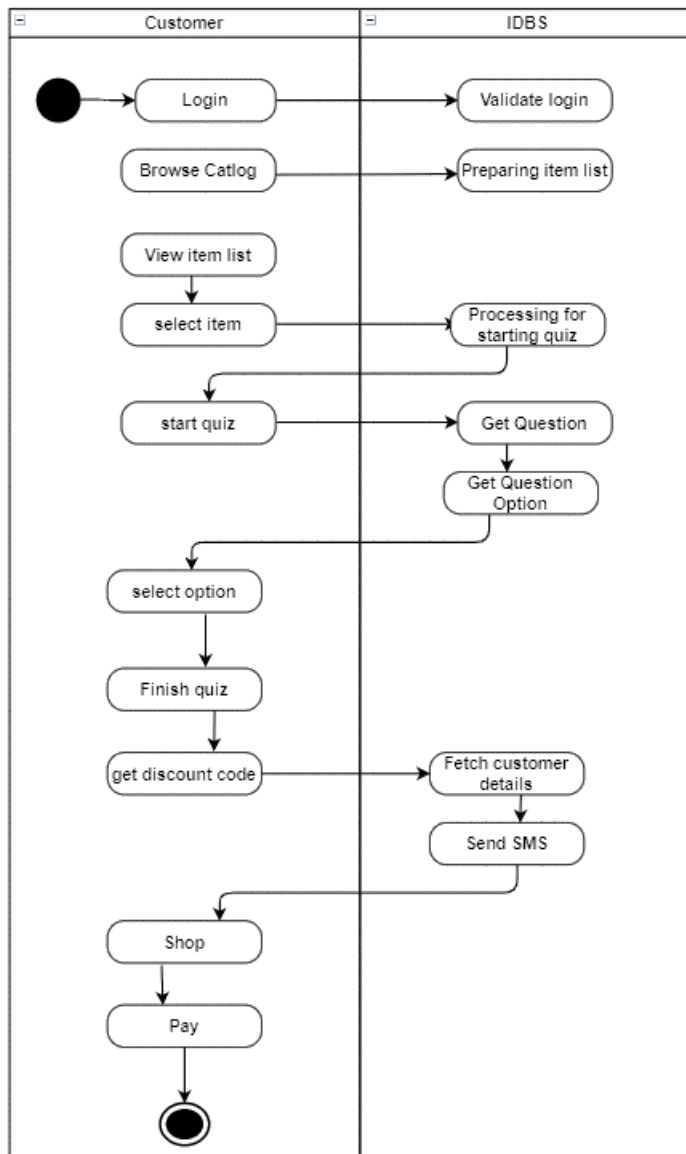 Customer
IDBS
Login
Validate login
Browse Catlog
Preparing item list
View item list
select item
Processing for
starting quiz
start quiz
Get Question
Get Question
Option
select option
Finish quiz
get discount code
Fetch customer
details
Send SMS
Shop
Pay